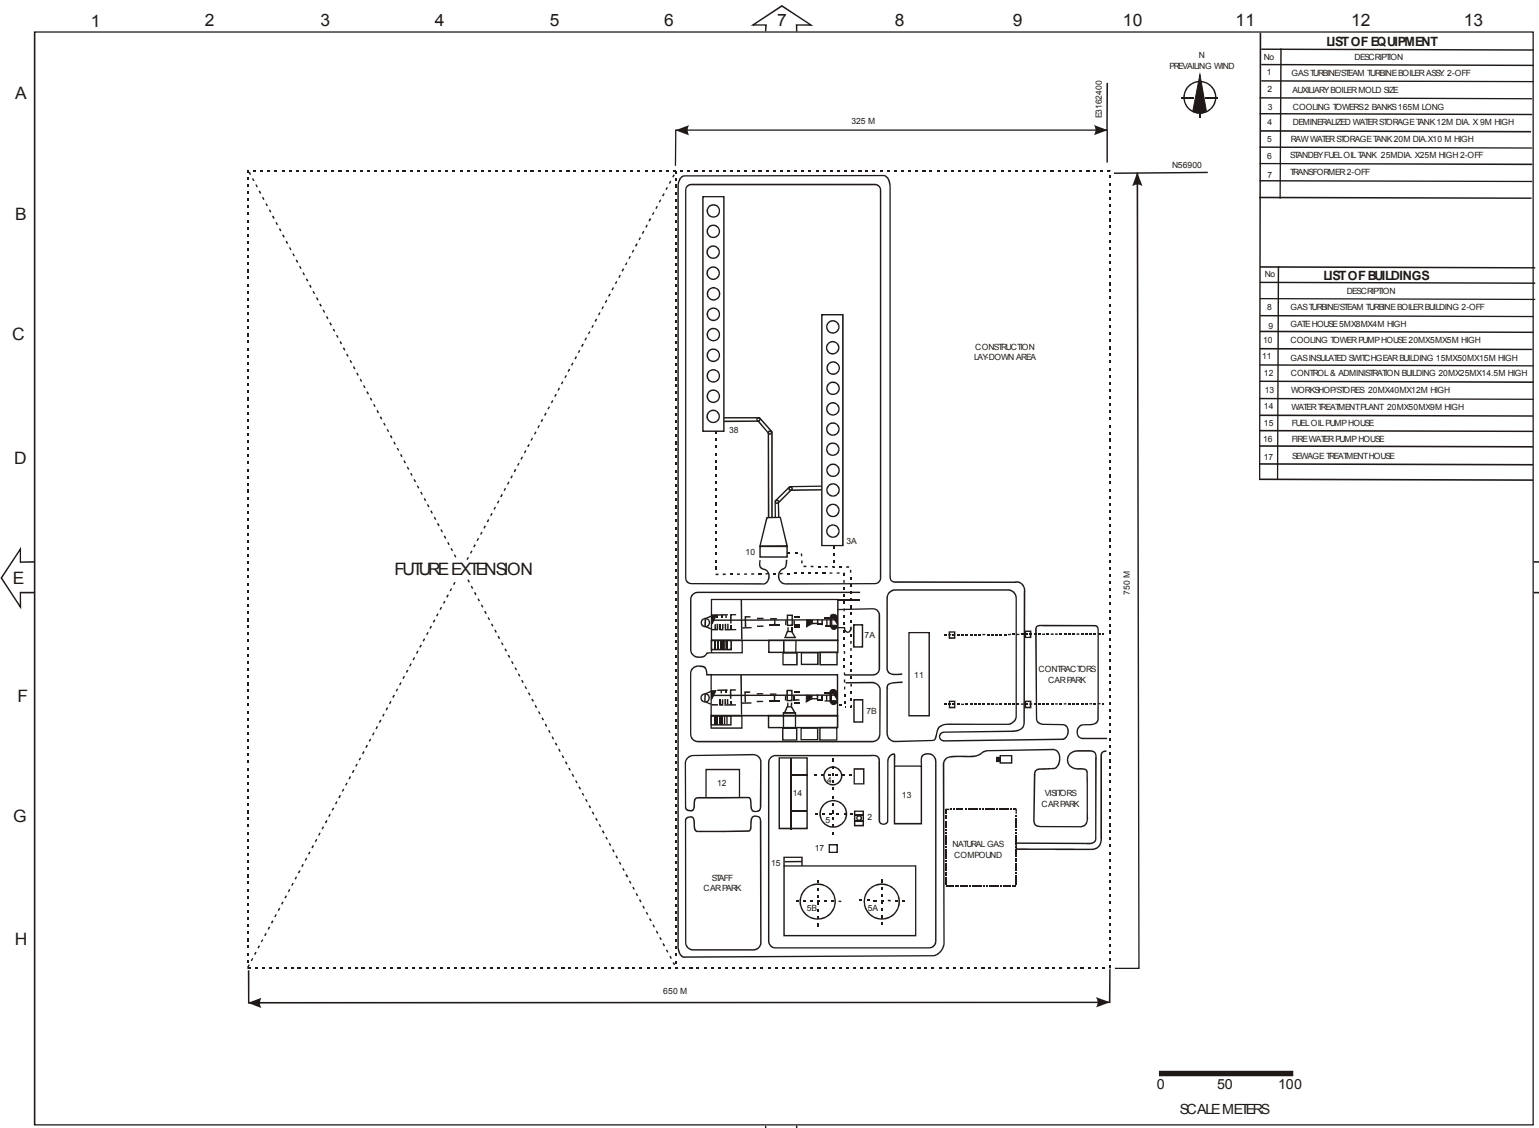 1 2 3 4 5 6 7 8 9 10 11 12 13
A
B
C
D
E
F
G
H
N
PREVAILING WIND
E3162400
325 M
N56900
LIST OF EQUIPMENT
No DESCRIPTION
1 GAS TURBINE/STEAM TURBINE BOILER ASSY. 2-OFF
2 AUXILIARY BOILER MOLD SIZE
3 COOLING TOWERS 2 BANKS 165M LONG
4 DEMINERALIZED WATER STORAGE TANK 12M DIA. X 9M HIGH
5 RAW WATER STORAGE TANK 20M DIA.X10 M HIGH
6 STANDBY FUEL OIL TANK 25M DIA. X25M HIGH 2-OFF
7 TRANSFORMER 2-OFF
No LIST OF BUILDINGS
DESCRIPTION
8 GAS TURBINE/STEAM TURBINE BOILER BUILDING 2-OFF
9 GATE HOUSE 5MX8MX4M HIGH
10 COOLING TOWER PUMP HOUSE 20MX5MX5M HIGH
11 GAS INSULATED SWITCHGEAR BUILDING 15MX50MX15M HIGH
12 CONTROL & ADMINISTRATION BUILDING 20MX25MX14.5M HIGH
13 WORKSHOP/STORES 20MX40MX12M HIGH
14 WATER TREATMENT PLANT 20MX50MX9M HIGH
15 FUEL OIL PUMP HOUSE
16 FIRE WATER PUMP HOUSE
17 SEWAGE TREATMENT HOUSE
CONSTRUCTION
LAY-DOWN AREA
38
3A
10
FUTURE EXTENSION
750 M
7A
11
CONTRACTORS
CAR PARK
7B
12
14
4
13
VISITORS
CAR PARK
5
2
NATURAL GAS
COMPOUND
17
15
STAFF
CAR PARK
5B
5A
650 M
0 50 100
SCALE METERS